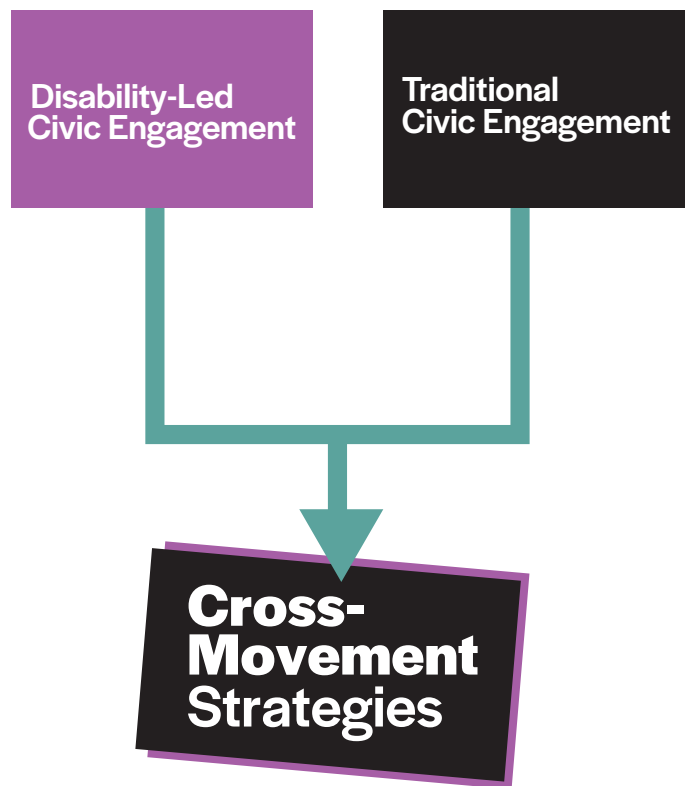 Disability-Led
Civic Engagement
Traditional
Civic Engagement
Cross-
Movement
Strategies